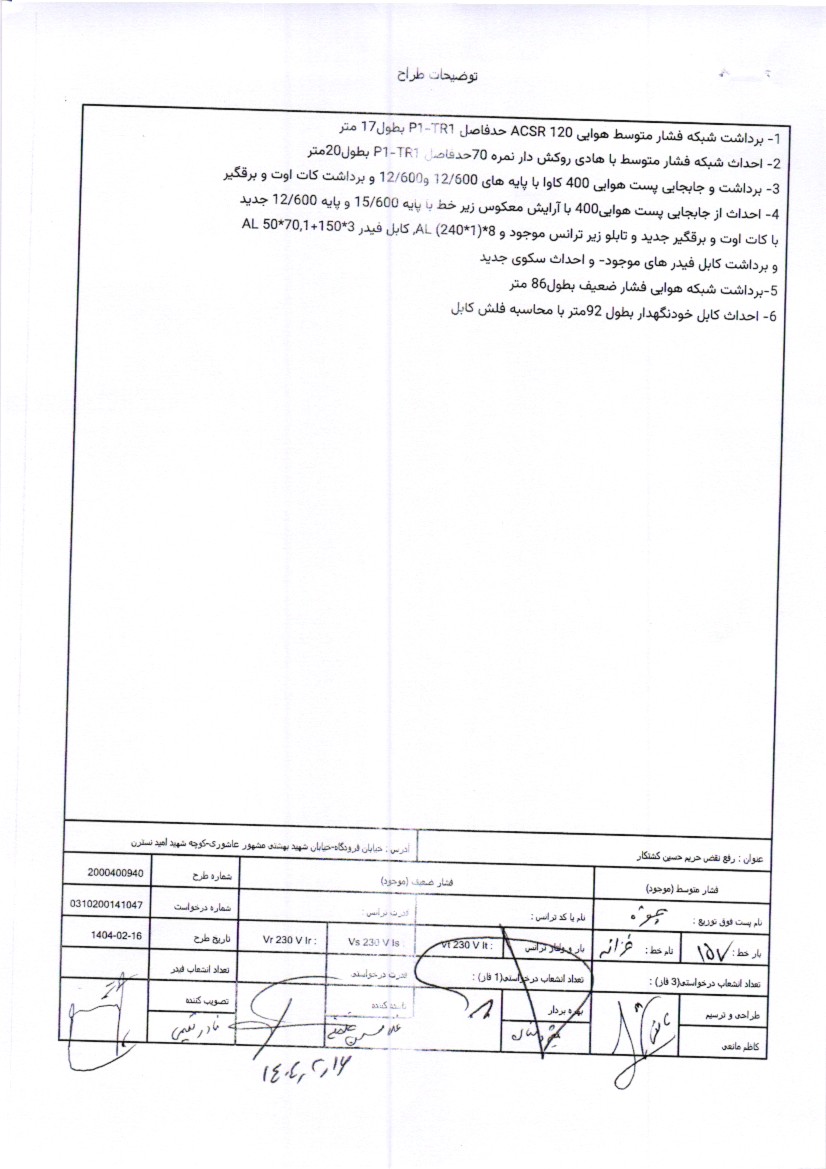 توضیحات طراح
1- برداشت شبکه فشار متوسط هوایی ACSR 120 حدفاصل P1-TR1 بطول17 متر
2- احداث شبکه فشار متوسط با هادی روکش دار نمره 70حدفاصل P1-TR1 بطول20متر
3- برداشت و جابجایی پست هوایی 400 کاوا با پایه های 12/600 و12/600 و برداشت کات اوت و برقگیر
4- احداث از جابجایی پست هوایی400 با آرایش معکوس زیر خط با پایه 15/600 و پایه 12/600 جدید
با کات اوت و برقگیر جدید و تابلو زیر ترانس موجود و 8*(1*240) AL, کابل فیدر 3*150+70,1*50 AL
و برداشت کابل فیدر های موجود- و احداث سکوی جدید
5-برداشت شبکه هوایی فشار ضعیف بطول86 متر
6- احداث کابل خودنگهدار بطول 92متر با محاسبه فلش کابل
عنوان : رفع نقض حریم حسین کشتکار
آدرس : خیابان فرودگاه-خیابان شهید بهشتی مشهور عاشوری-کوچه شهید امید نسترن
فشار متوسط (موجود)
فشار ضعیف (موجود)
شماره طرح 2000400940
نام پست فوق توزیع :
نام یا کد ترانس :
قدرت ترانس :
شماره درخواست 0310200141047
بار خط : ۱۵۷
نام خط : خزانه
بار و ولتاژ ترانس
Vt 230 V It :
Vs 230 V Is :
Vr 230 V Ir :
تاریخ طرح 1404-02-16
تعداد انشعاب درخواستی(3 فاز) :
تعداد انشعاب درخواستی(1 فاز) :
قدرت درخواستی
تعداد انشعاب فیدر
طراحی و ترسیم
بهره بردار
تصویب کننده
کاظم مانعی
۱۴۰۴,۲,۱۶